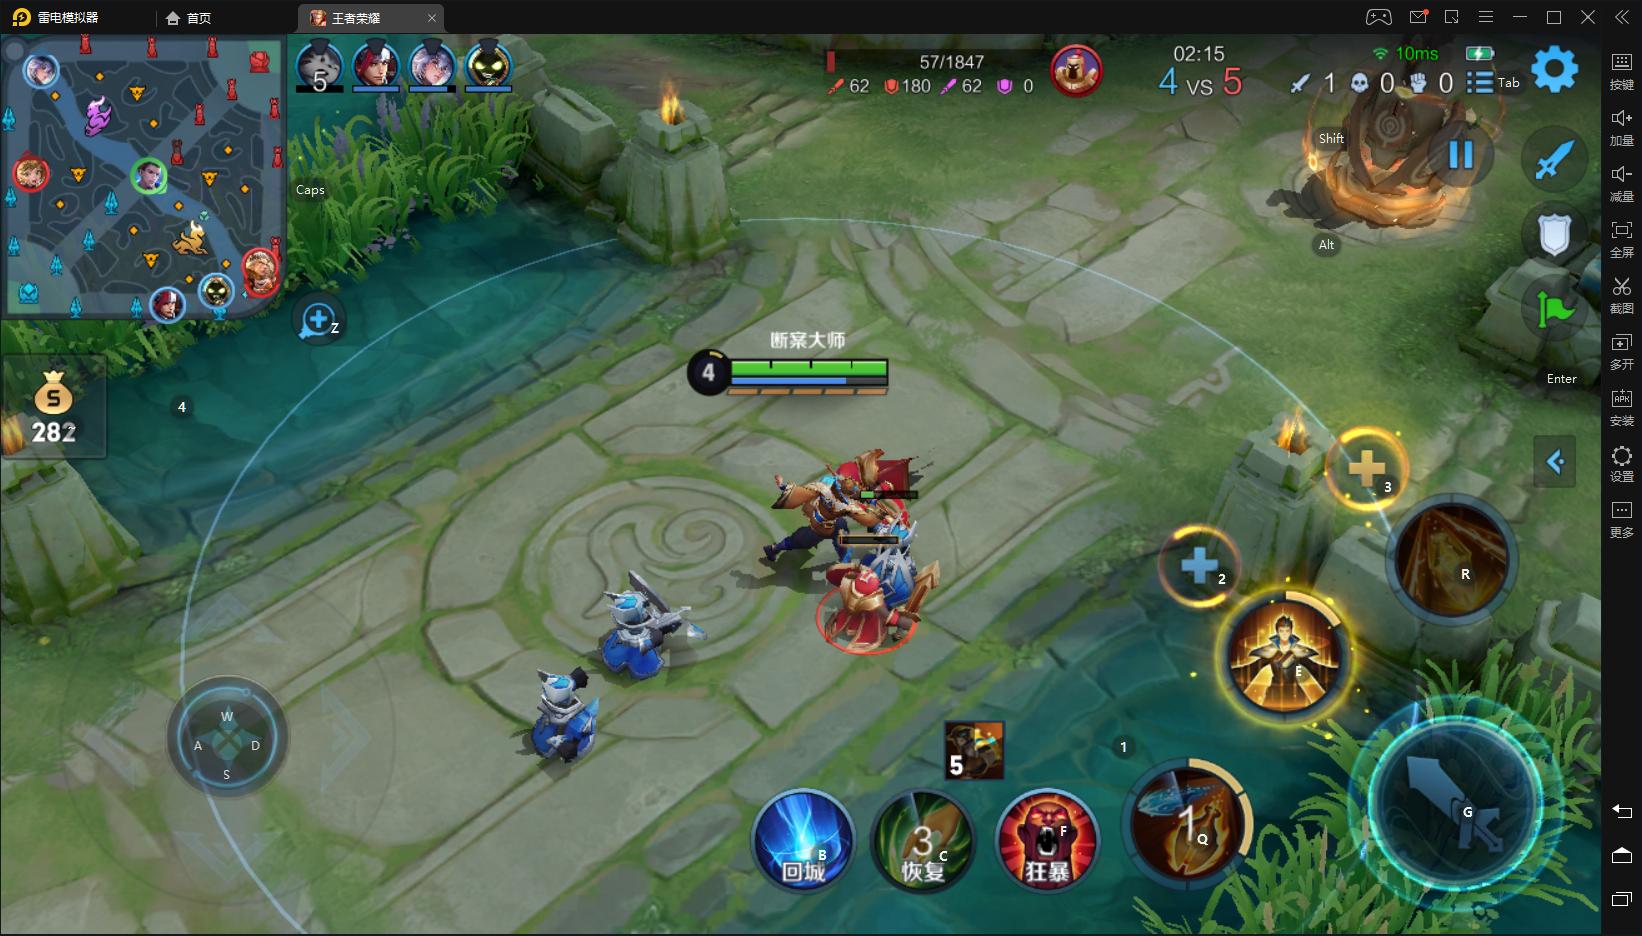 雷电模拟器
首页
王者荣耀
5
57/1847
62 180 62 0
02:15
4 vs 5
10ms
1 0 0
Tab
Shift
Alt
Caps
Z
S
282
4
断案大师
4
Enter
3
2
R
E
W
A D
S
5
1
B
回城
3
C
恢复
F
狂暴
1
Q
G
按键
加量
减量
全屏
截图
多开
APK
安装
设置
更多